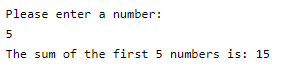 Please enter a number:
5
The sum of the first 5 numbers is: 15